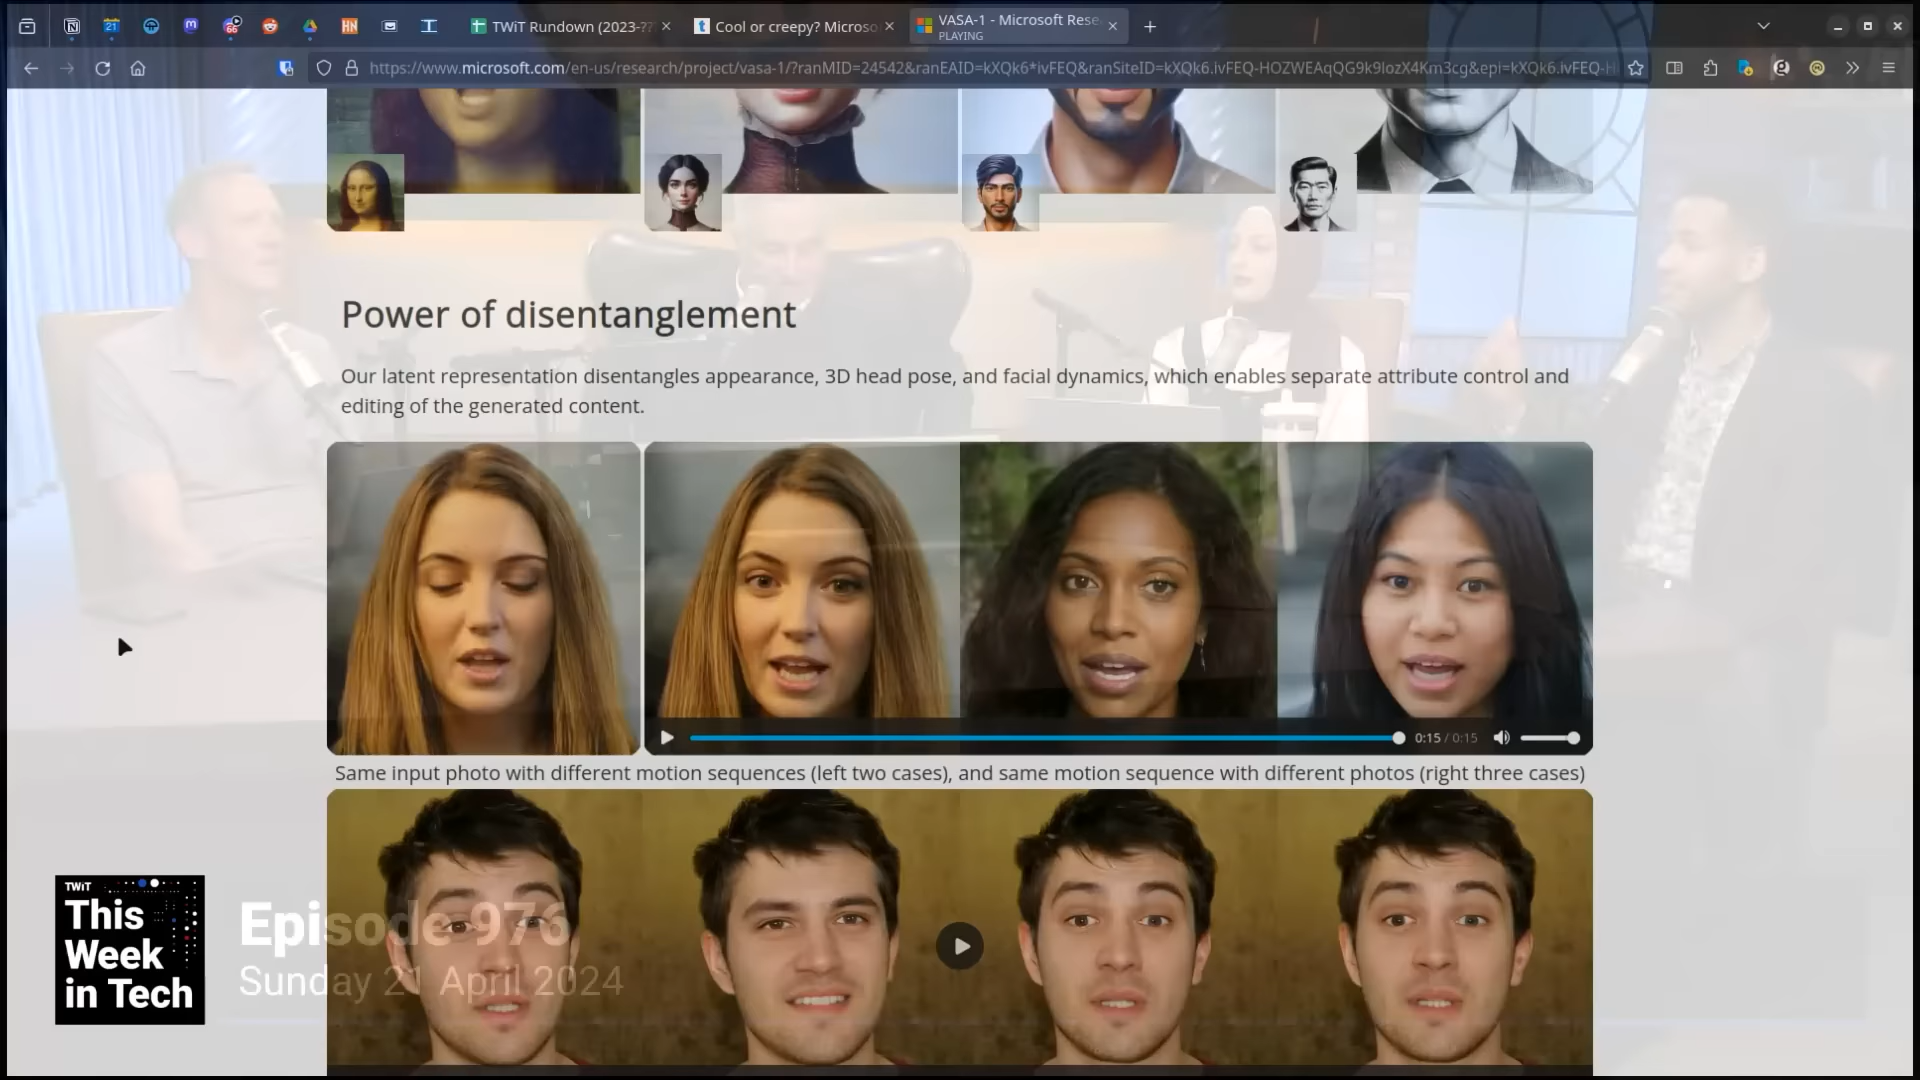 TWiT Rundown (2023-??
Cool or creepy? Microso
VASA-1 - Microsoft Rese
PLAYING
21
66
HN
https://www.microsoft.com/en-us/research/project/vasa-1/?ranMID=24542&ranEAID=kXQk6*ivFEQ&ranSiteID=kXQk6.ivFEQ-HOZWEAqQG9k9lozX4Km3cg&epi=kXQk6.ivFEQ-H
Power of disentanglement
Our latent representation disentangles appearance, 3D head pose, and facial dynamics, which enables separate attribute control and
editing of the generated content.
0:15 / 0:15
Same input photo with different motion sequences (left two cases), and same motion sequence with different photos (right three cases)
TWiT
This
Week
in Tech
Episode 976
Sunday 21 April 2024